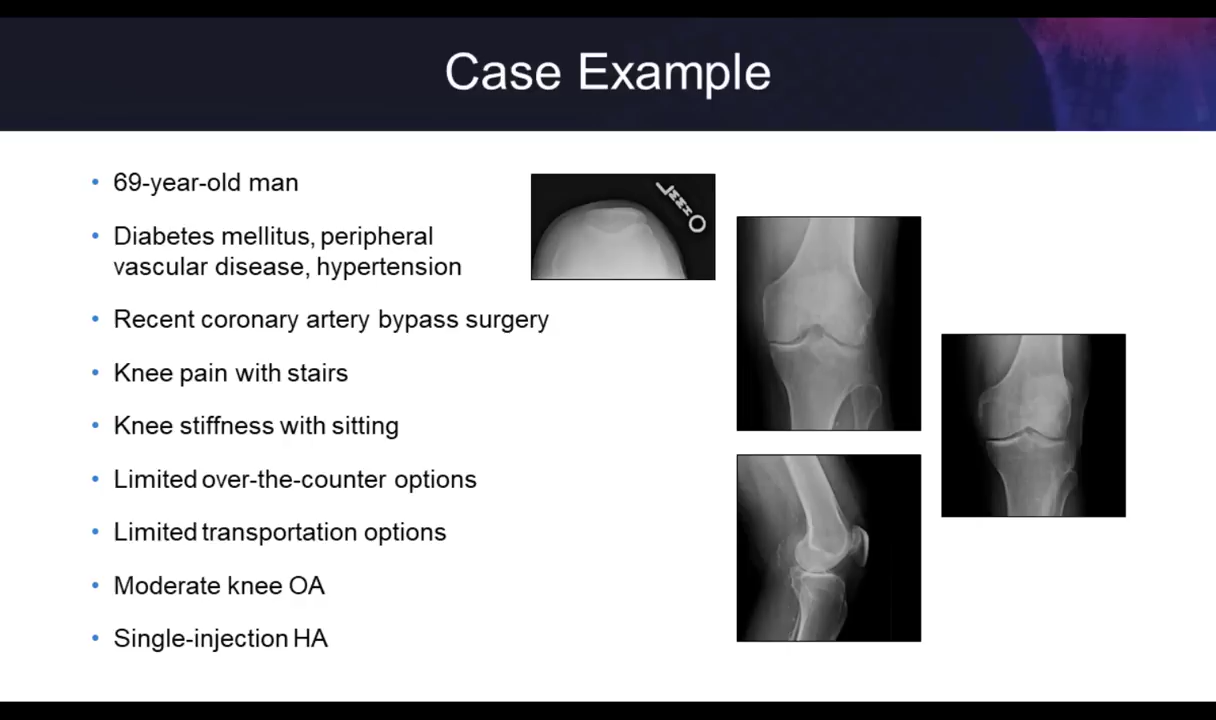 Case Example
69-year-old man
Diabetes mellitus, peripheral
vascular disease, hypertension
Recent coronary artery bypass surgery
Knee pain with stairs
Knee stiffness with sitting
Limited over-the-counter options
Limited transportation options
Moderate knee OA
Single-injection HA